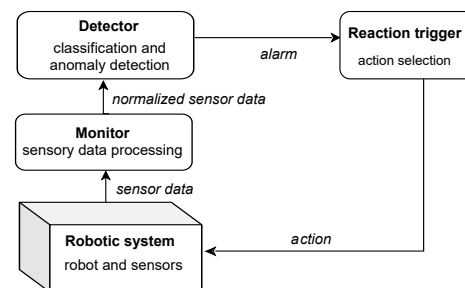 Detector
classification and
anomaly detection
alarm
Reaction trigger
action selection
normalized sensor data
Monitor
sensory data processing
sensor data
Robotic system
robot and sensors
action